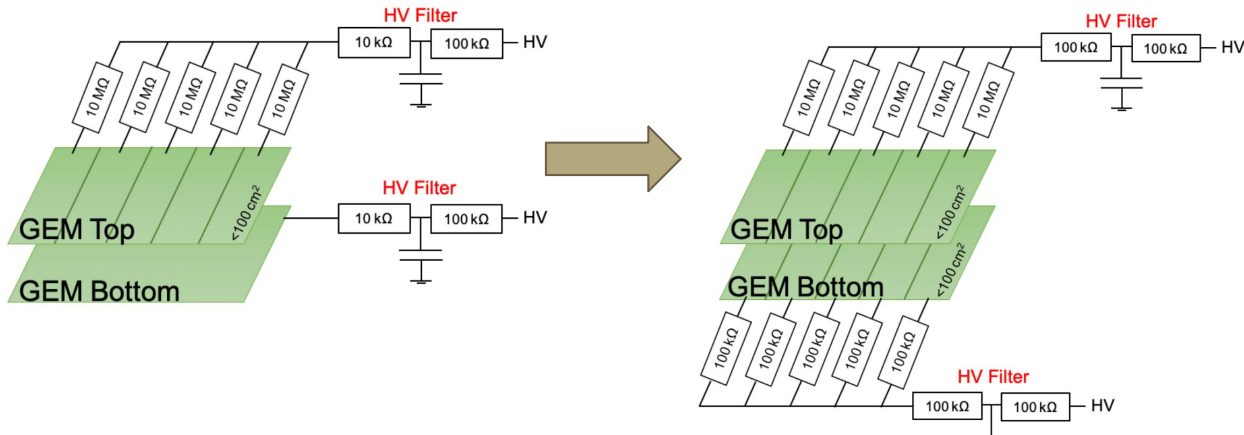 HV Filter
10 kΩ
100 kΩ
HV
10 MΩ
10 MΩ
10 MΩ
10 MΩ
10 MΩ
GEM Top
<100 cm²
HV Filter
10 kΩ
100 kΩ
HV
GEM Bottom
HV Filter
100 kΩ
100 kΩ
HV
10 MΩ
10 MΩ
10 MΩ
10 MΩ
10 MΩ
GEM Top
<100 cm²
GEM Bottom
<100 cm²
100 kΩ
100 kΩ
100 kΩ
100 kΩ
100 kΩ
HV Filter
100 kΩ
100 kΩ
HV